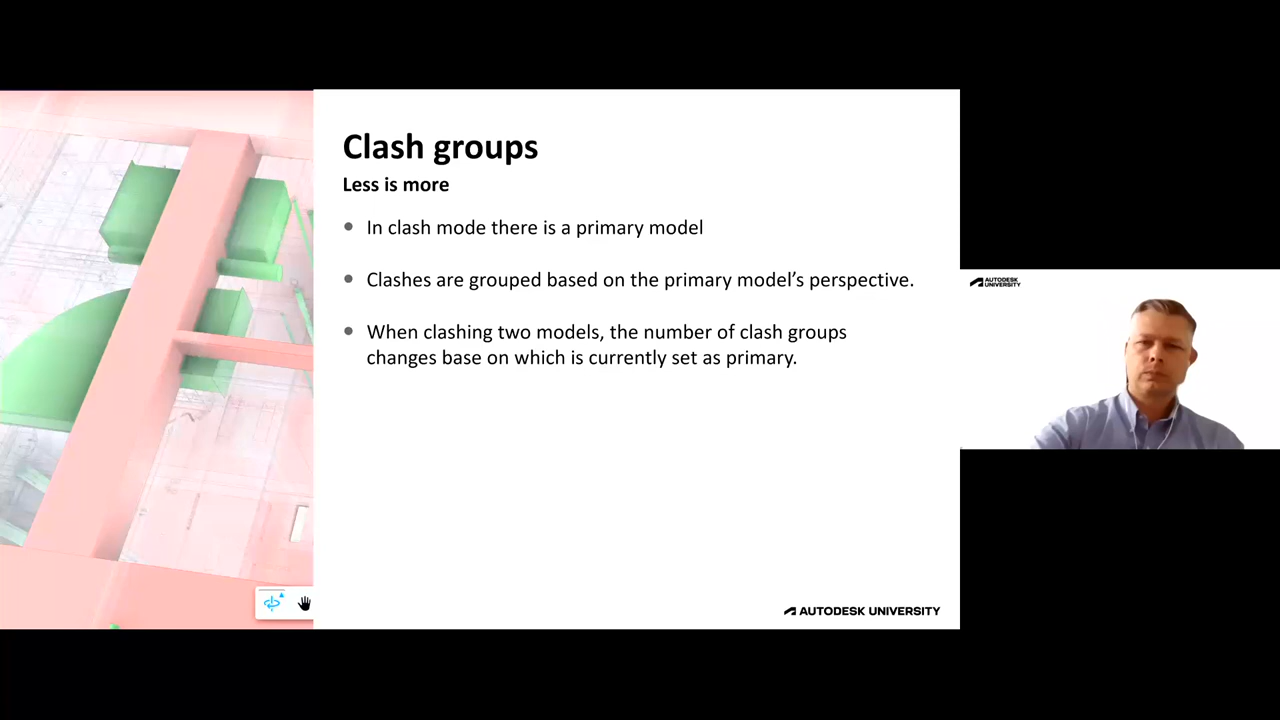 Clash groups
Less is more
In clash mode there is a primary model
Clashes are grouped based on the primary model’s perspective.
When clashing two models, the number of clash groups
changes base on which is currently set as primary.
AUTODESK UNIVERSITY
AUTODESK
UNIVERSITY